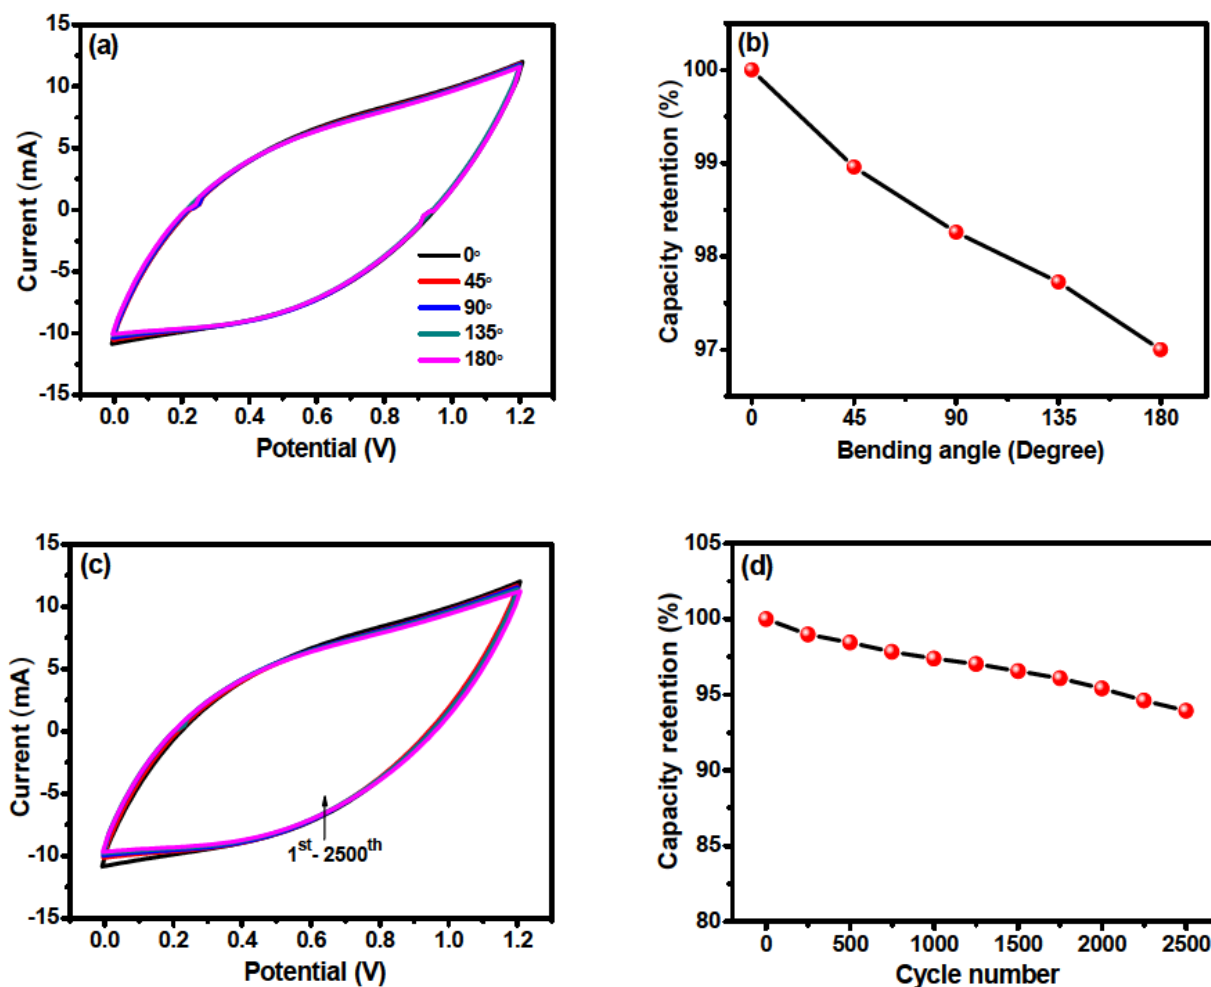 (a)
15
10
5
0
-5
-10
-15
Current (mA)
0.0 0.2 0.4 0.6 0.8 1.0 1.2
Potential (V)
0°
45°
90°
135°
180°
(b)
100
99
98
97
Capacity retention (%)
0 45 90 135 180
Bending angle (Degree)
(c)
15
10
5
0
-5
-10
-15
Current (mA)
1st- 2500th
0.0 0.2 0.4 0.6 0.8 1.0 1.2
Potential (V)
(d)
105
100
95
90
85
80
Capacity retention (%)
0 500 1000 1500 2000 2500
Cycle number